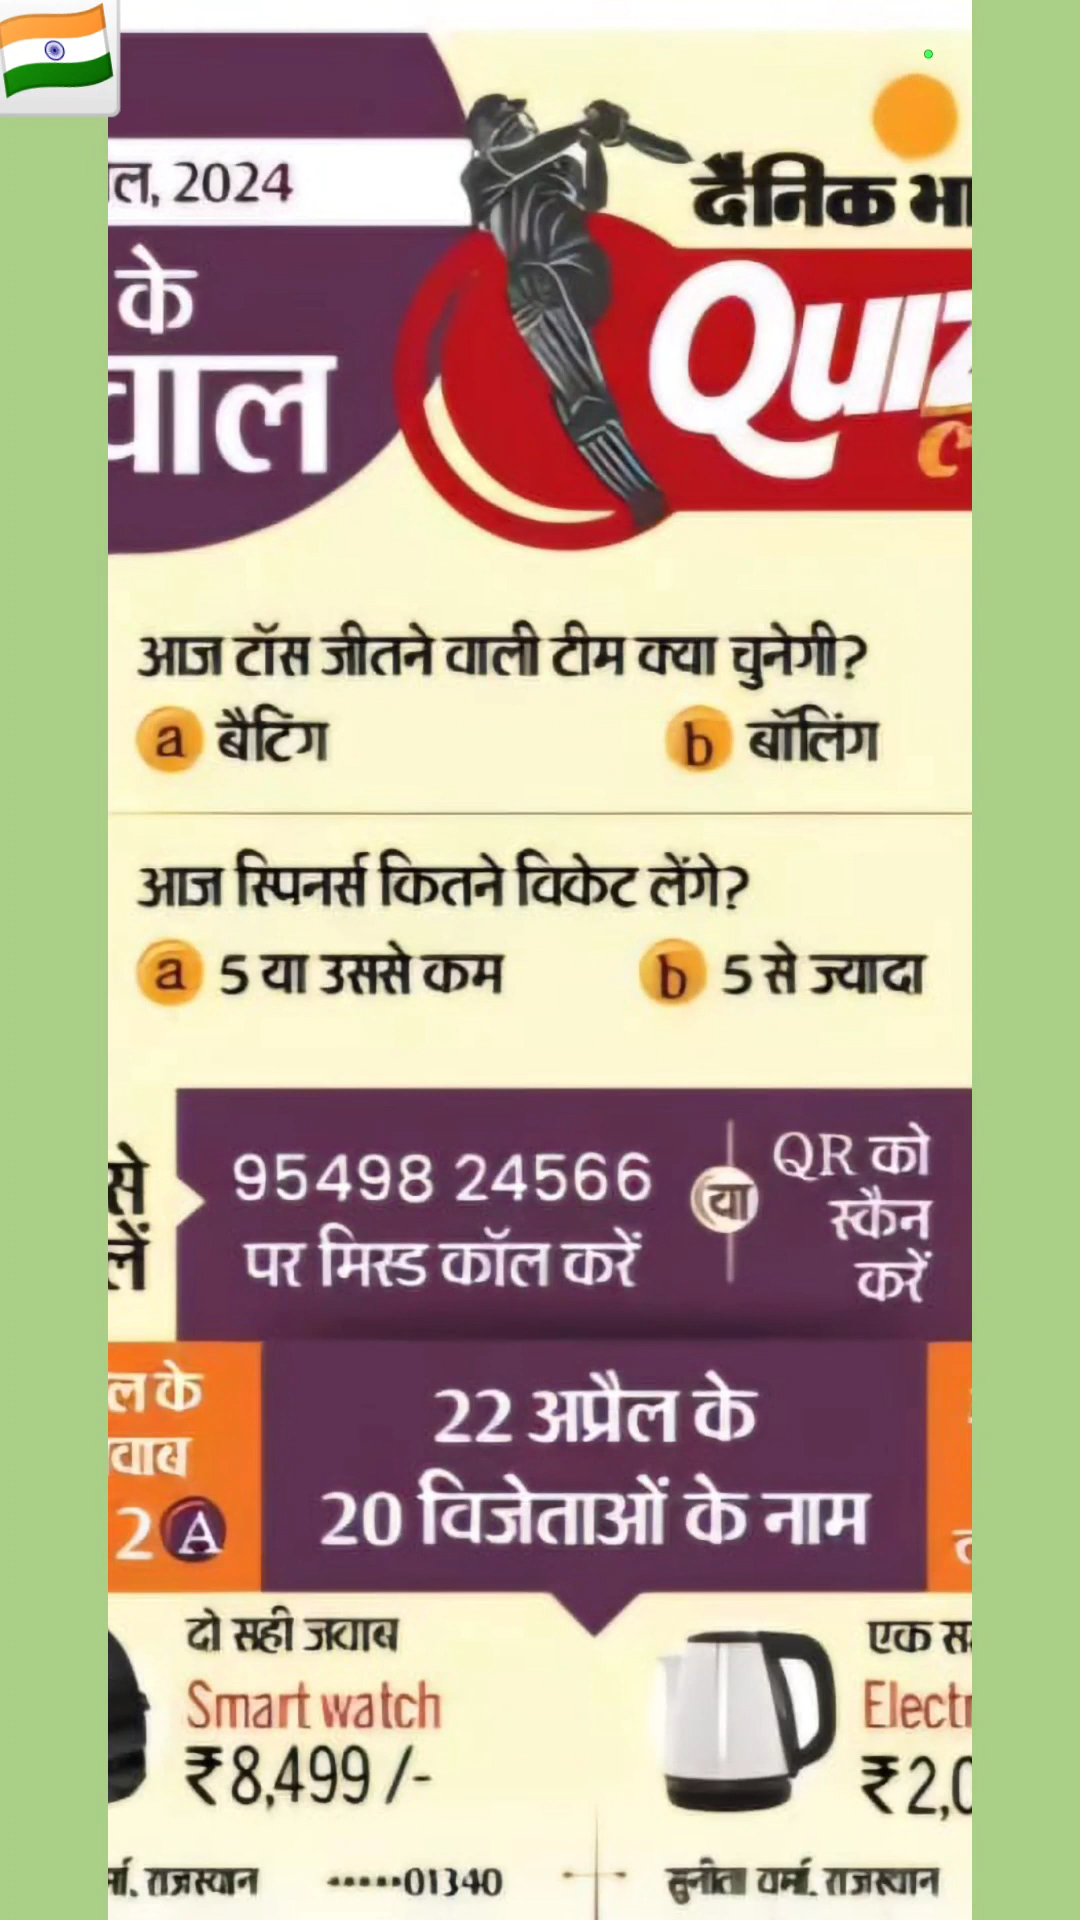 ल, 2024
दैनिक भा
के
वाल
Quiz
आज टॉस जीतने वाली टीम क्या चुनेगी?
a बैटिंग b बॉलिंग
आज स्पिनर्स कितने विकेट लेंगे?
a 5 या उससे कम b 5 से ज्यादा
से
लें
95498 24566
पर मिस्ड कॉल करें
या
QR को
स्कैन
करें
ल के
वाब
2 A
22 अप्रैल के
20 विजेताओं के नाम
दो सही जवाब
Smart watch
₹8,499 /-
एक स
Electr
₹2,0
र्मा, राजस्थान •••••01340
सुनीता वर्मा, राजस्थान